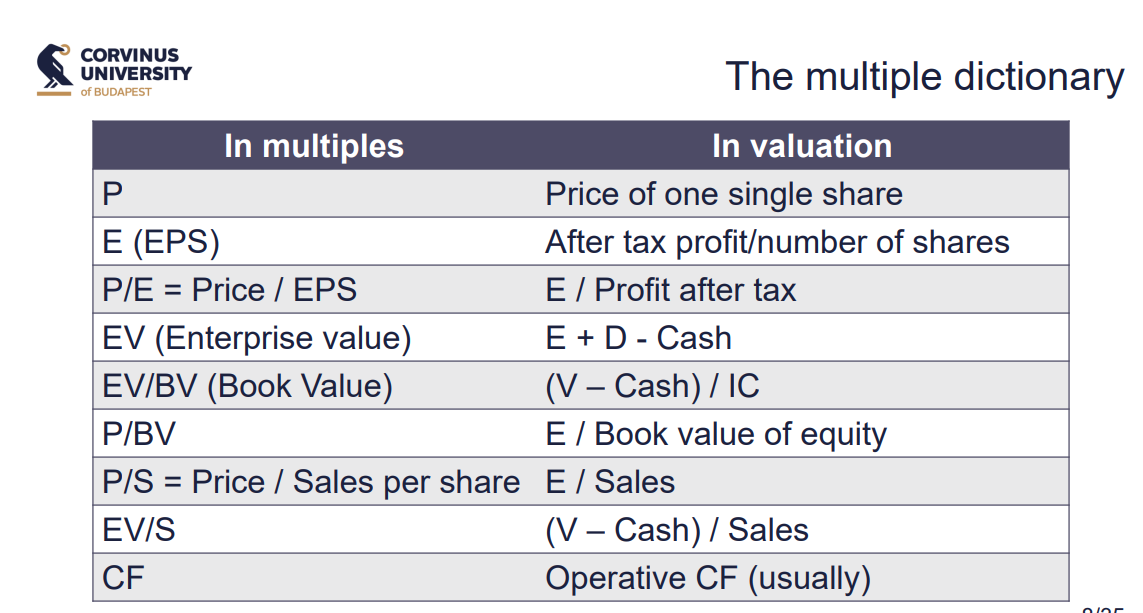 CORVINUS
UNIVERSITY
of BUDAPEST
The multiple dictionary
In multiples In valuation
P Price of one single share
E (EPS) After tax profit/number of shares
P/E = Price / EPS E / Profit after tax
EV (Enterprise value) E + D - Cash
EV/BV (Book Value) (V – Cash) / IC
P/BV E / Book value of equity
P/S = Price / Sales per share E / Sales
EV/S (V – Cash) / Sales
CF Operative CF (usually)